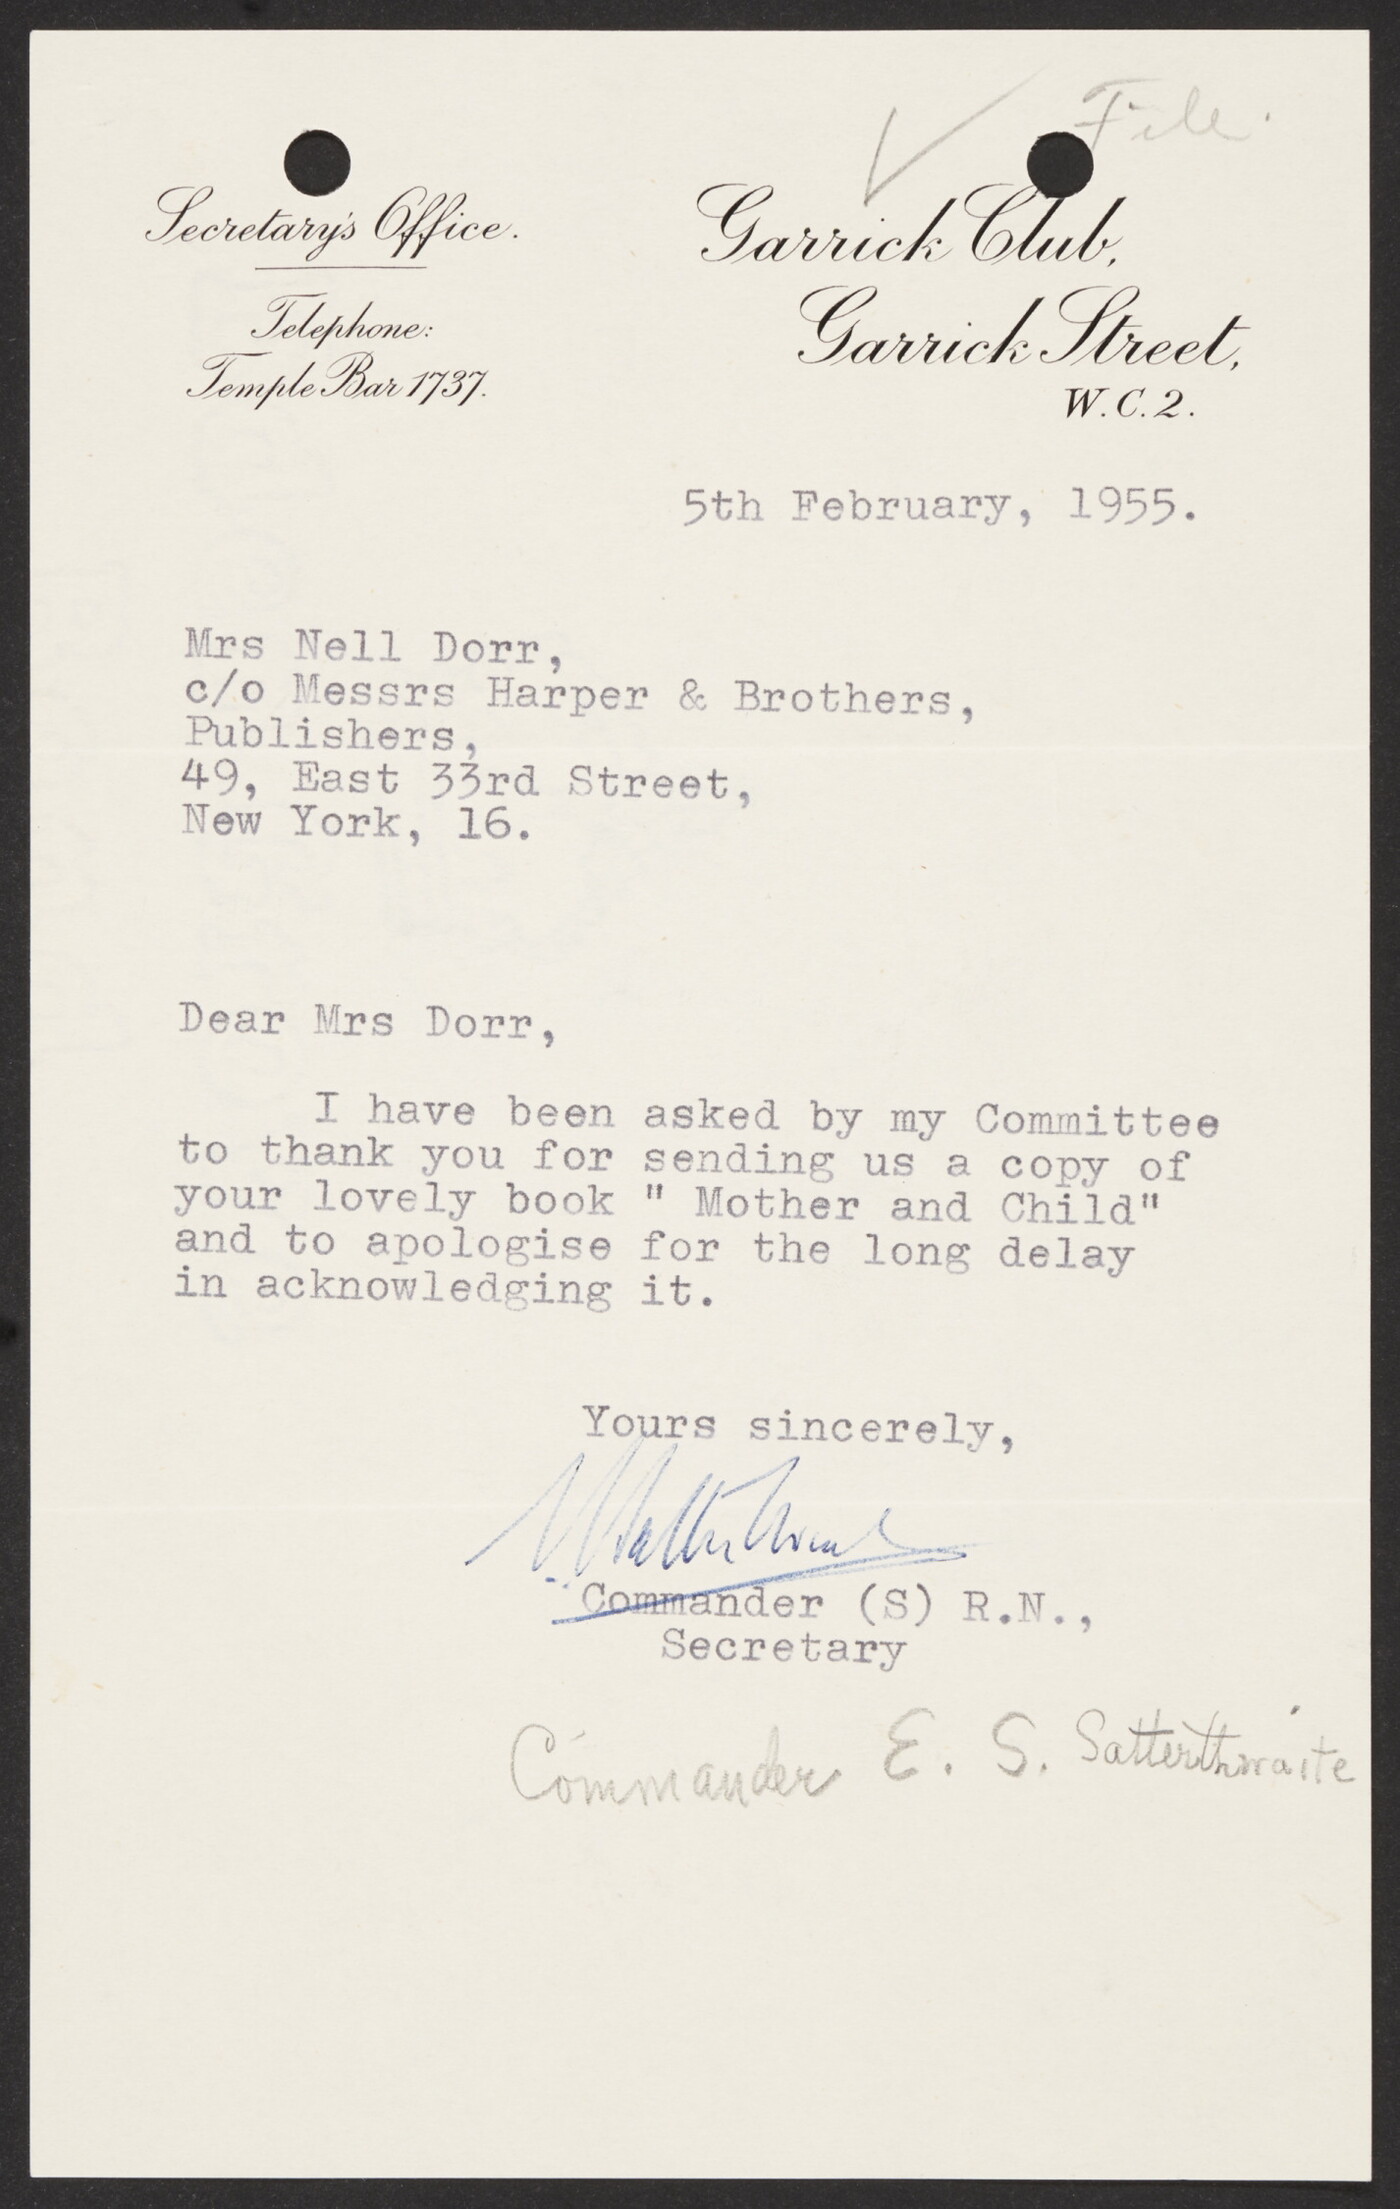 File.
Secretary's Office.
Telephone:
Temple Bar 1737.
Garrick Club,
Garrick Street,
W.C.2.
5th February, 1955.
Mrs Nell Dorr,
c/o Messrs Harper & Brothers,
Publishers,
49, East 33rd Street,
New York, 16.
Dear Mrs Dorr,
I have been asked by my Committee
to thank you for sending us a copy of
your lovely book " Mother and Child"
and to apologise for the long delay
in acknowledging it.
Yours sincerely,
Commander (S) R.N.,
Secretary
Commander E. S. Satterthwaite